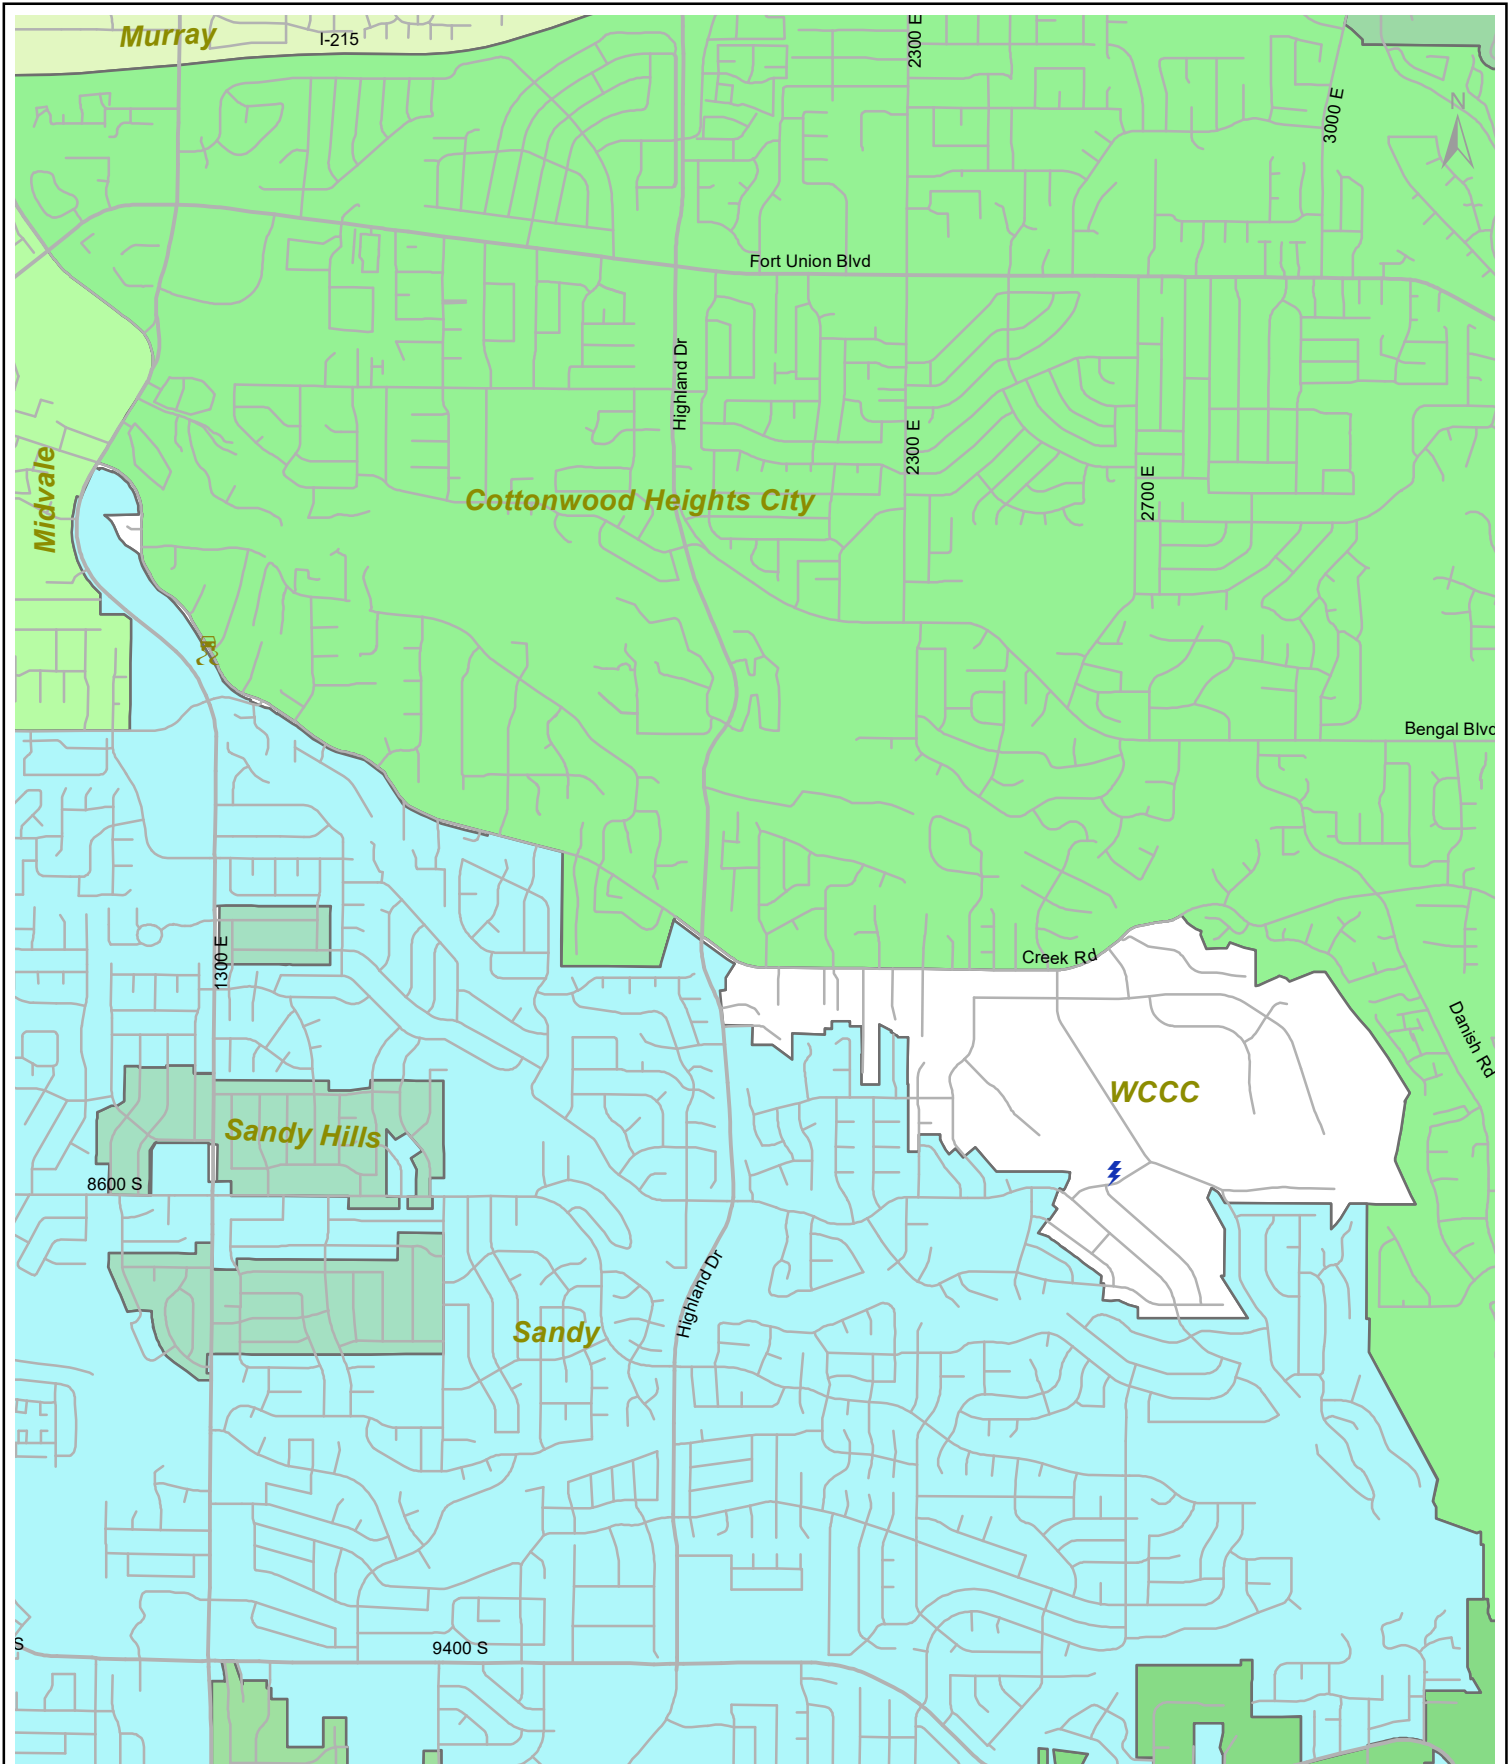 Murray
I-215
2300 E
3000 E
N
Fort Union Blvd
Highland Dr
2300 E
2700 E
Midvale
Cottonwood Heights City
Bengal Blvd
1300 E
Creek Rd
Danish Rd
WCCC
Sandy Hills
8600 S
Highland Dr
Sandy
S
9400 S